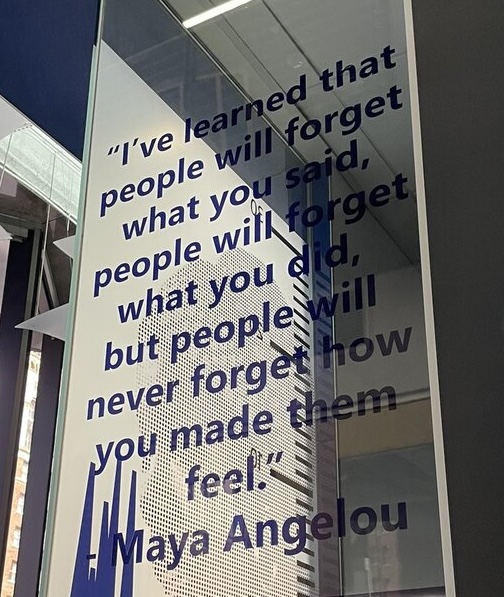 “I’ve learned that
people will forget
what you said,
people will forget
what you did,
but people will
never forget how
you made them
feel.”
- Maya Angelou